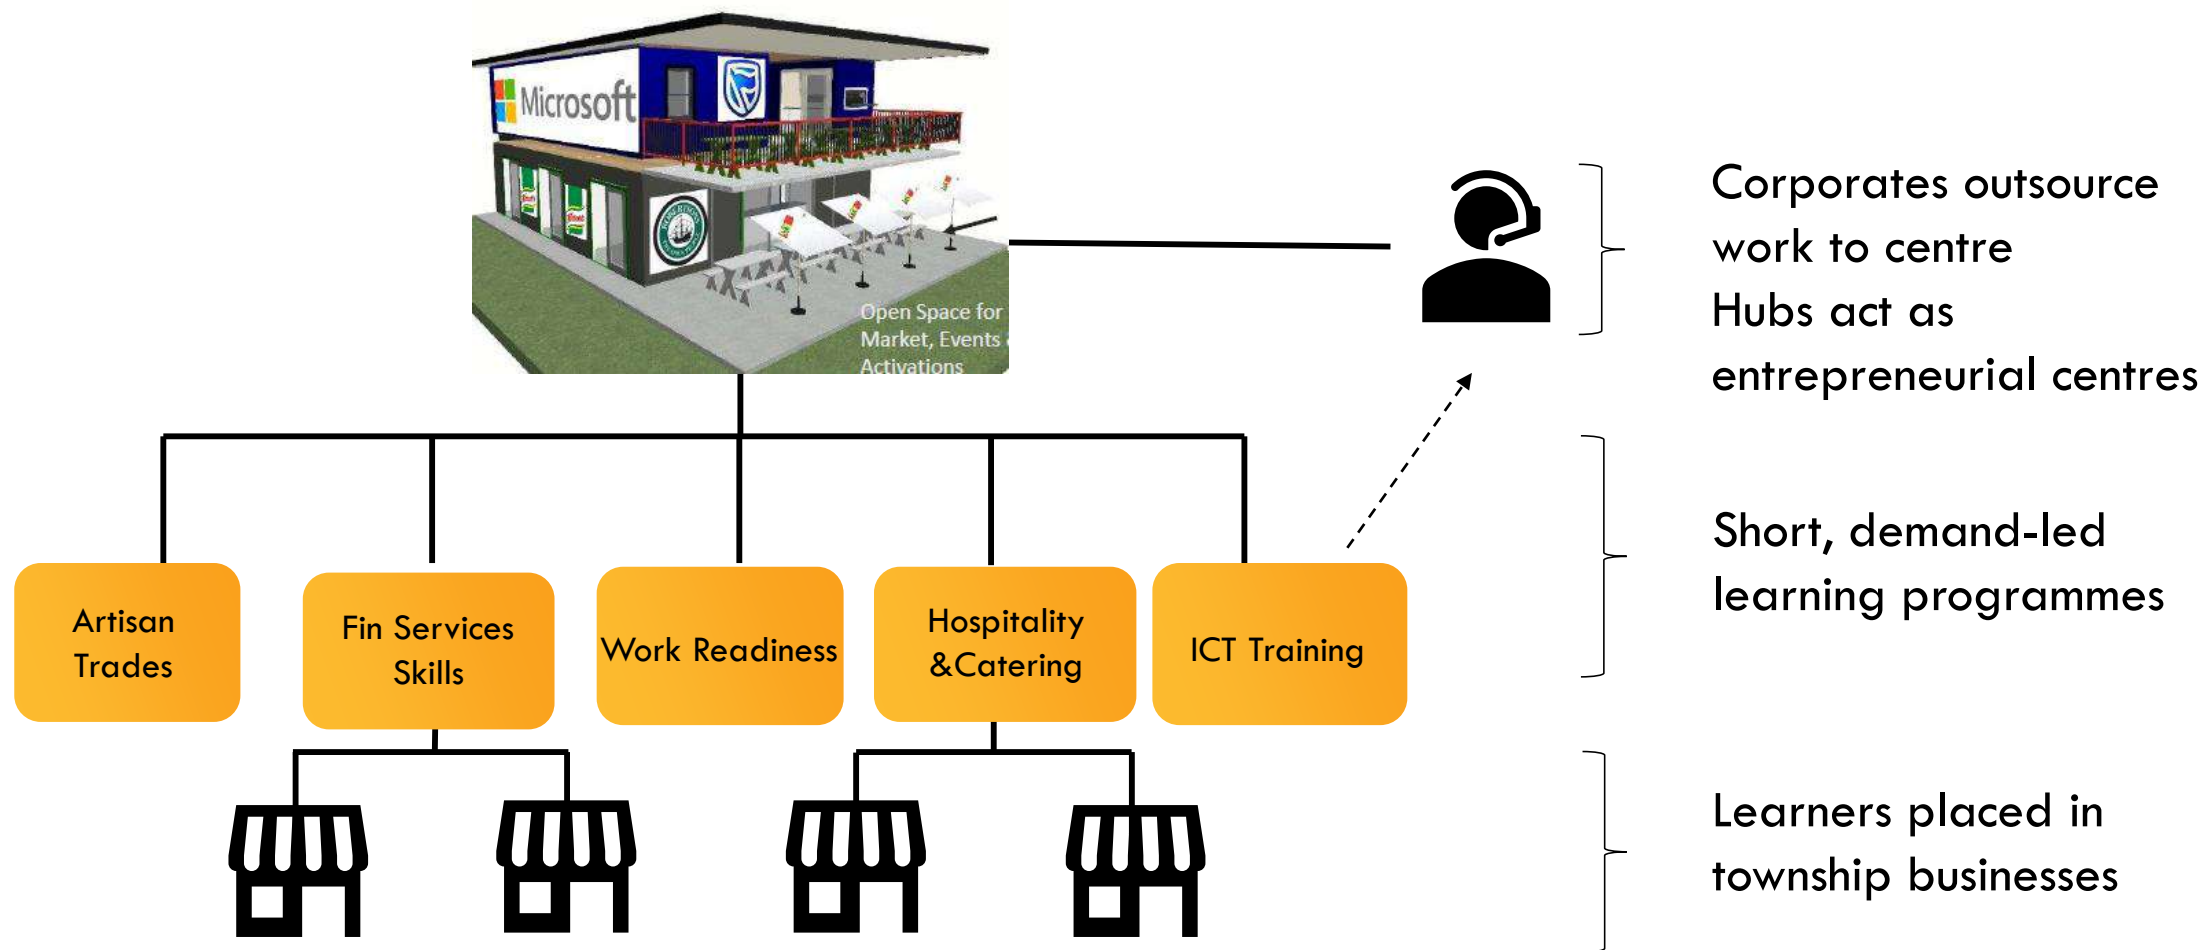 Microsoft
Open Space for
Market, Events
Activations
Corporates outsource
work to centre
Hubs act as
entrepreneurial centres
Artisan
Trades
Fin Services
Skills
Work Readiness
Hospitality
&Catering
ICT Training
Short, demand-led
learning programmes
Learners placed in
township businesses